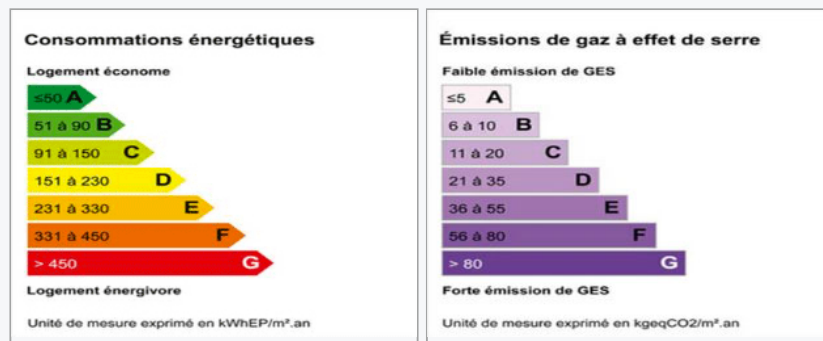 Consommations énergétiques
Logement économe
≤50 A
51 à 90 B
91 à 150 C
151 à 230 D
231 à 330 E
331 à 450 F
> 450 G
Logement énergivore
Unité de mesure exprimé en kWhEP/m².an
Émissions de gaz à effet de serre
Faible émission de GES
≤5 A
6 à 10 B
11 à 20 C
21 à 35 D
36 à 55 E
56 à 80 F
> 80 G
Forte émission de GES
Unité de mesure exprimé en kgeqCO2/m².an